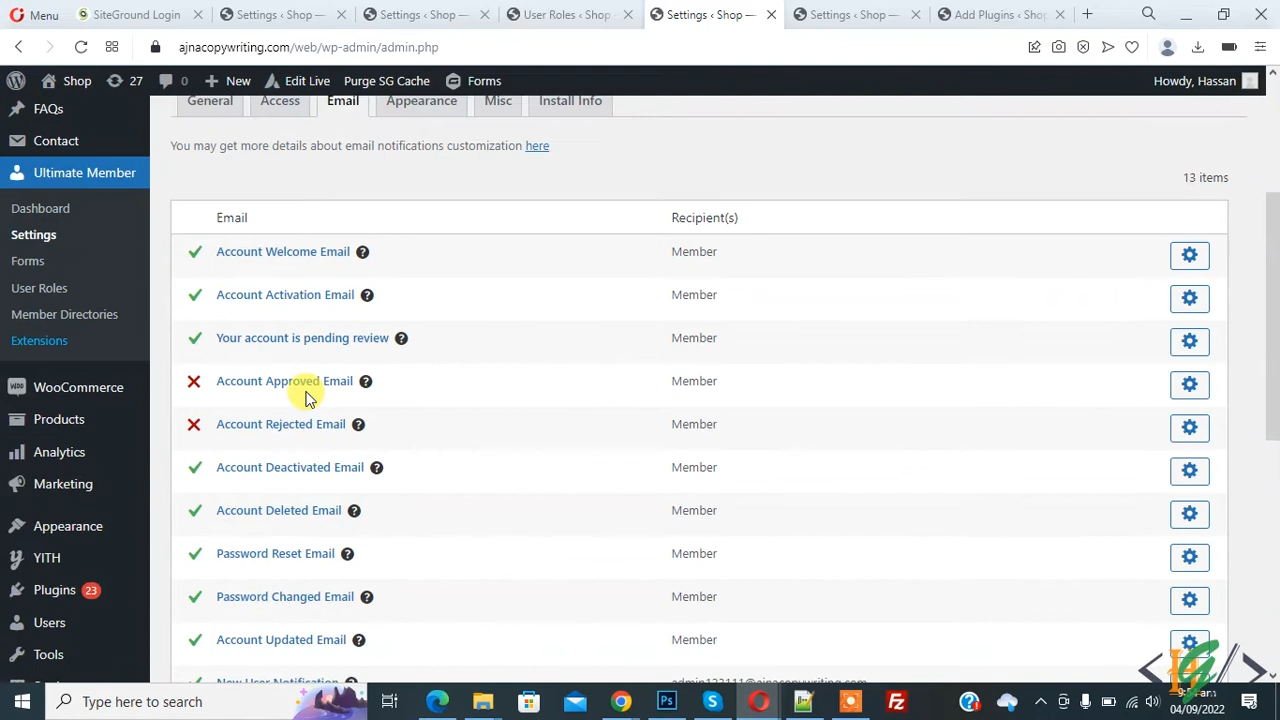 Menu
SiteGround Login
Settings ‹ Shop —
Settings ‹ Shop —
User Roles ‹ Shop
Settings ‹ Shop —
Settings ‹ Shop —
Add Plugins ‹ Shop
ajnacopywriting.com/web/wp-admin/admin.php
Shop
27
0
New
Edit Live
Purge SG Cache
Forms
Howdy, Hassan
FAQs
Contact
Ultimate Member
Dashboard
Settings
Forms
User Roles
Member Directories
Extensions
WooCommerce
Products
Analytics
Marketing
Appearance
YITH
Plugins 23
Users
Tools
General
Access
Email
Appearance
Misc
Install Info
You may get more details about email notifications customization here
13 items
Email
Recipient(s)
Account Welcome Email
Member
Account Activation Email
Member
Your account is pending review
Member
Account Approved Email
Member
Account Rejected Email
Member
Account Deactivated Email
Member
Account Deleted Email
Member
Password Reset Email
Member
Password Changed Email
Member
Account Updated Email
Member
New User Notification
Type here to search
04/09/2022